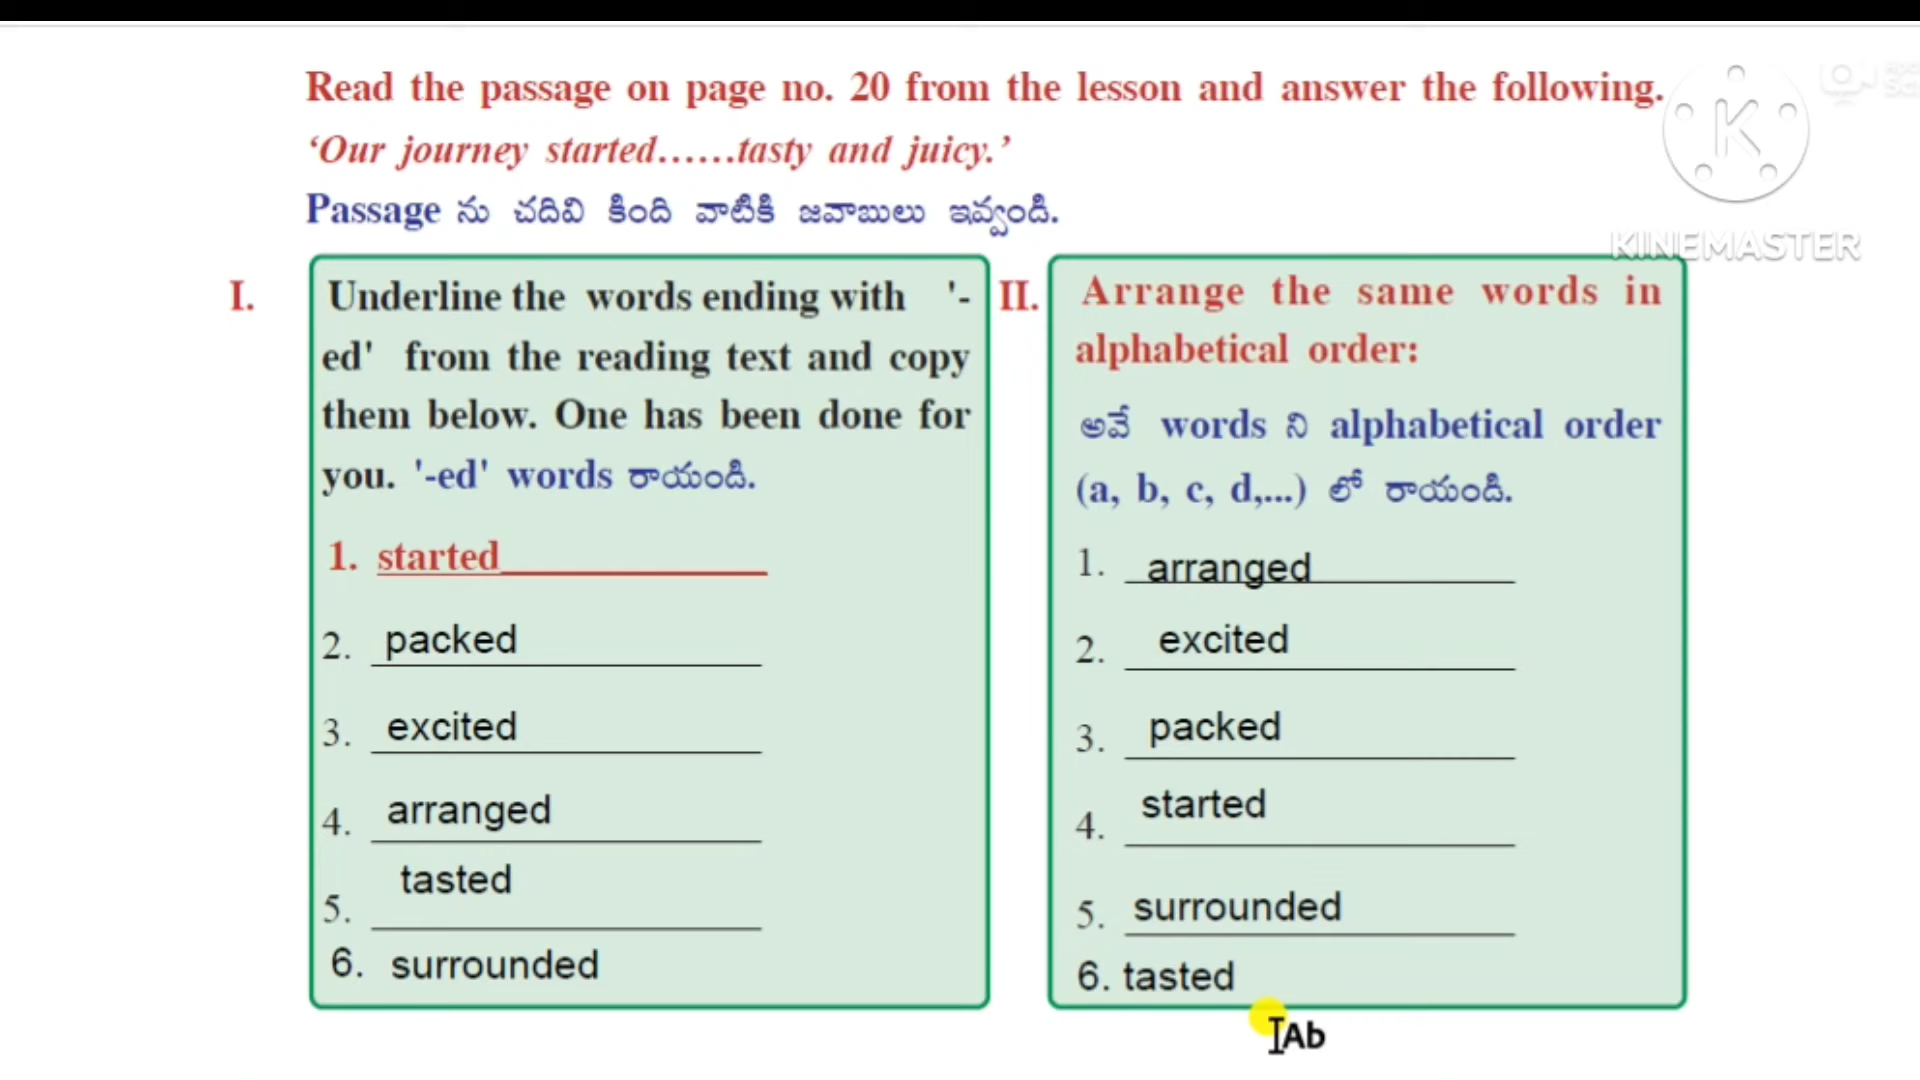 Read the passage on page no. 20 from the lesson and answer the following.
‘Our journey started......tasty and juicy.’
Passage ను చదివి కింది వాటికి జవాబులు ఇవ్వండి.
KINEMASTER
I. Underline the words ending with '-
ed' from the reading text and copy
them below. One has been done for
you. '-ed' words రాయండి.
1. started
2. packed
3. excited
4. arranged
5. tasted
6. surrounded
II. Arrange the same words in
alphabetical order:
అవే words ని alphabetical order
(a, b, c, d,...) లో రాయండి.
1. arranged
2. excited
3. packed
4. started
5. surrounded
6. tasted
Ab